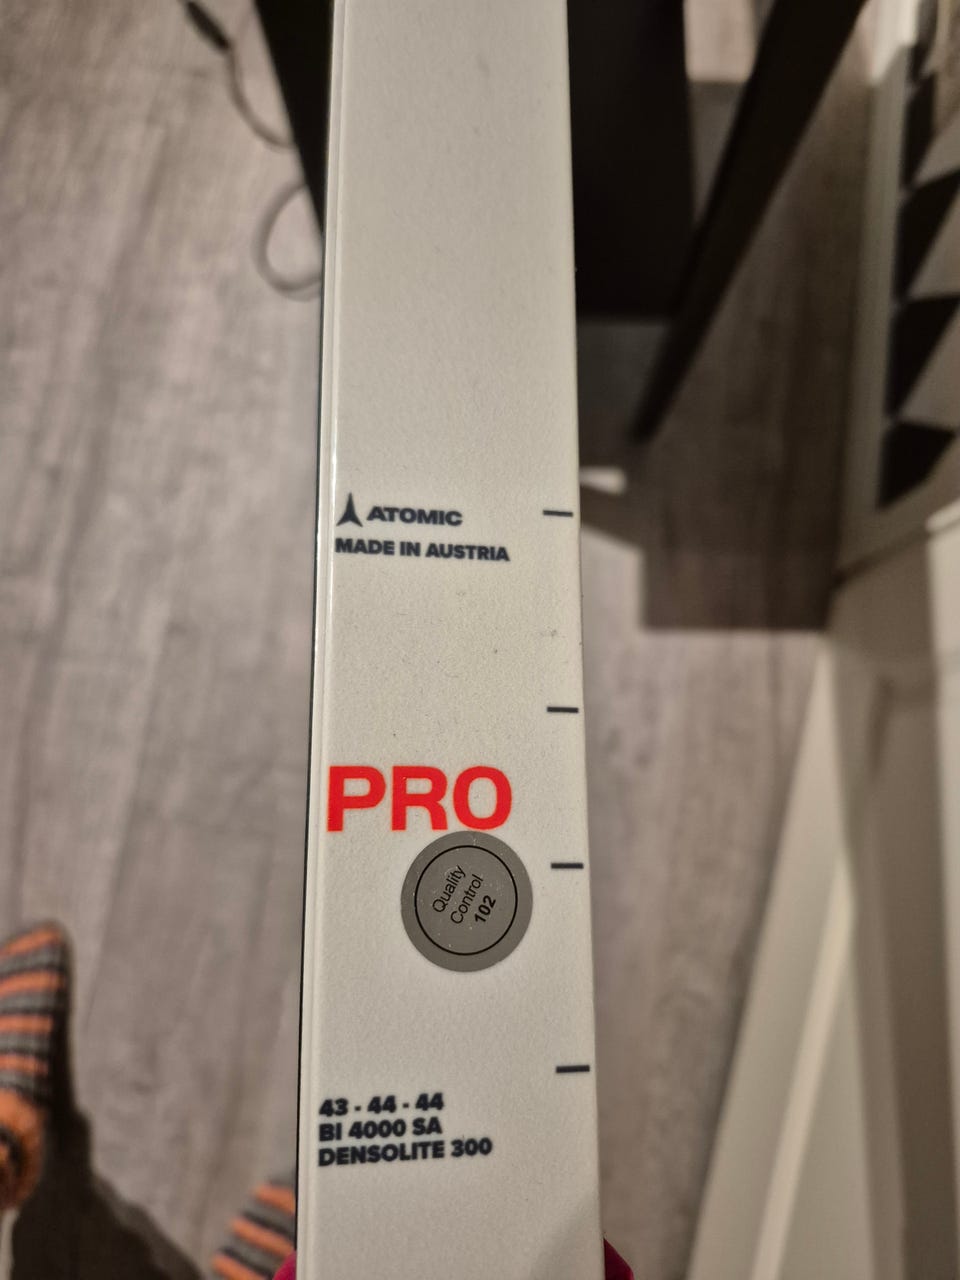 ATOMIC
MADE IN AUSTRIA
PRO
Quality
Control
102
43 - 44 - 44
BI 4000 SA
DENSOLITE 300